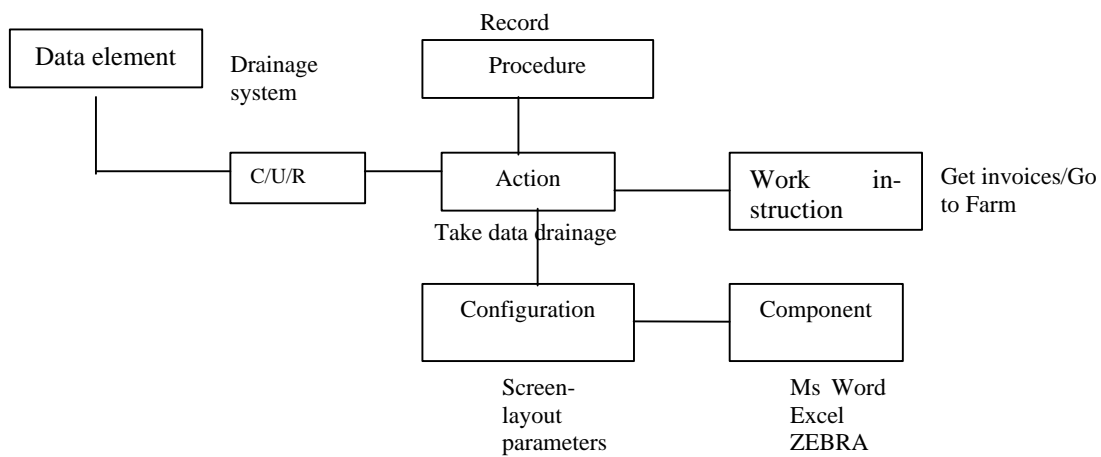 Record
Data element
Procedure
Drainage
system
C/U/R
Action
Work in-
struction
Get invoices/Go
to Farm
Take data drainage
Configuration
Component
Screen-
layout
parameters
Ms Word
Excel
ZEBRA